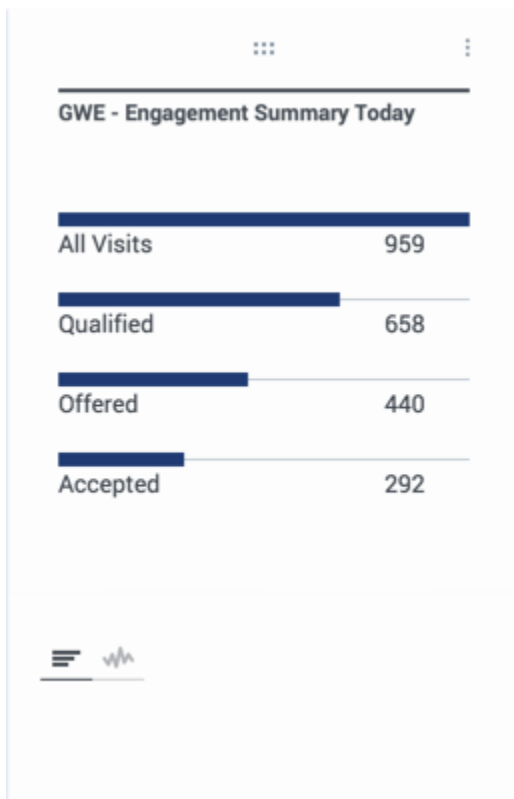 GWE - Engagement Summary Today
All Visits 959
Qualified 658
Offered 440
Accepted 292